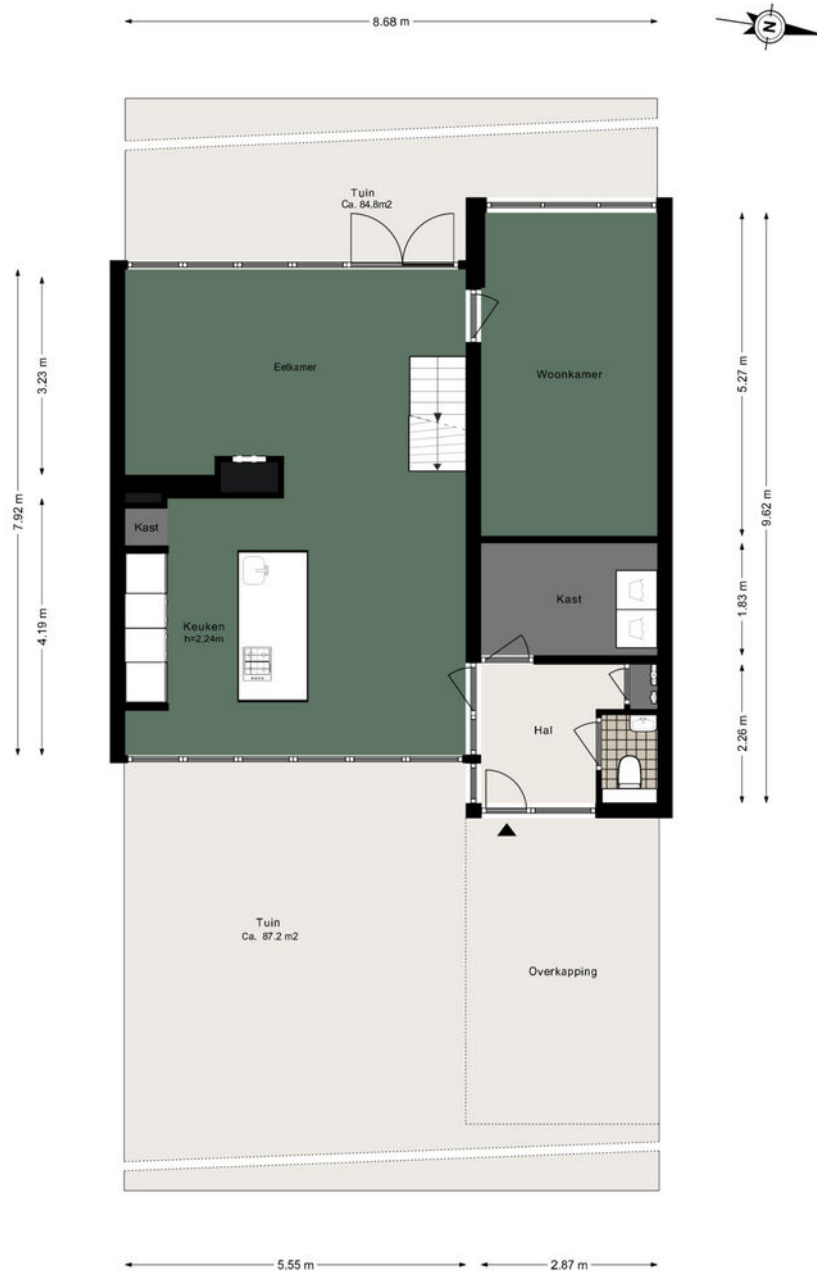 8.68 m
N
Tuin
Ca. 84,8m2
Eetkamer
Woonkamer
3.23 m
7.92 m
5.27 m
9.62 m
Kast
Keuken
h=2,24m
4.19 m
Kast
1.83 m
Hal
2.26 m
Tuin
Ca. 87.2 m2
Overkapping
5.55 m
2.87 m